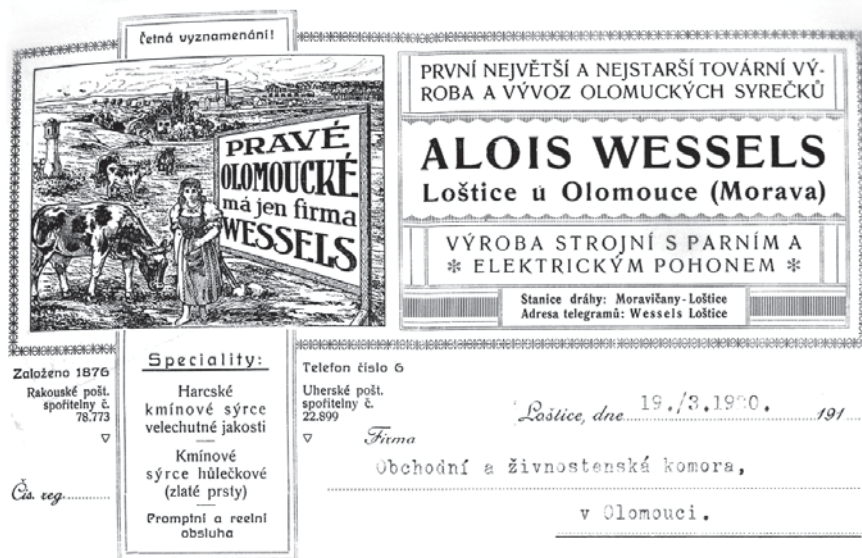 Četná vyznamenání!
PRAVÉ
OLOMOUCKÉ
má jen firma
WESSELS
PRVNÍ NEJVĚTŠÍ A NEJSTARŠÍ TOVÁRNÍ VÝ-
ROBA A VÝVOZ OLOMUCKÝCH SYREČKŮ
ALOIS WESSELS
Loštice u Olomouce (Morava)
VÝROBA STROJNÍ S PARNÍM A
* ELEKTRICKÝM POHONEM *
Stanice dráhy: Moravičany-Loštice
Adresa telegramů: Wessels Loštice
Založeno 1876
Rakouské pošt.
spořitelny č.
78.773
Speciality:
Harcské
kmínové sýrce
velechutné jakosti
Kmínové
sýrce hůlečkové
(zlaté prsty)
Promptní a reelní
obsluha
Telefon číslo 6
Uherské pošt.
spořitelny č.
22.899
Čís. reg.
Loštice, dne 19./3.1920. 191
Firma
Obchodní a živnostenská komora,
v Olomouci.